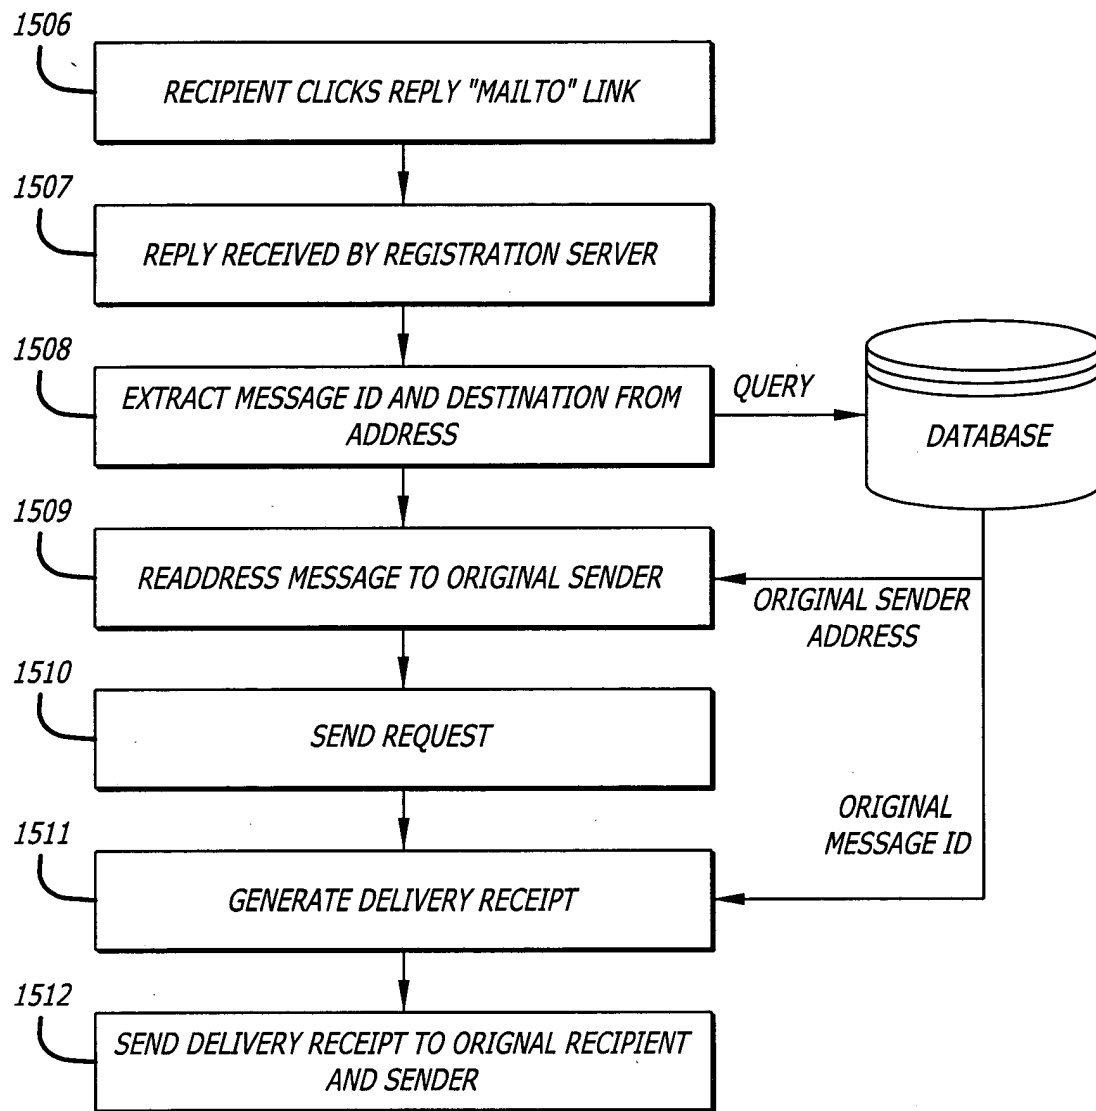 1506
RECIPIENT CLICKS REPLY "MAILTO" LINK
1507
REPLY RECEIVED BY REGISTRATION SERVER
1508
EXTRACT MESSAGE ID AND DESTINATION FROM
ADDRESS
QUERY
DATABASE
1509
READDRESS MESSAGE TO ORIGINAL SENDER
ORIGINAL SENDER
ADDRESS
1510
SEND REQUEST
ORIGINAL
MESSAGE ID
1511
GENERATE DELIVERY RECEIPT
1512
SEND DELIVERY RECEIPT TO ORIGNAL RECIPIENT
AND SENDER